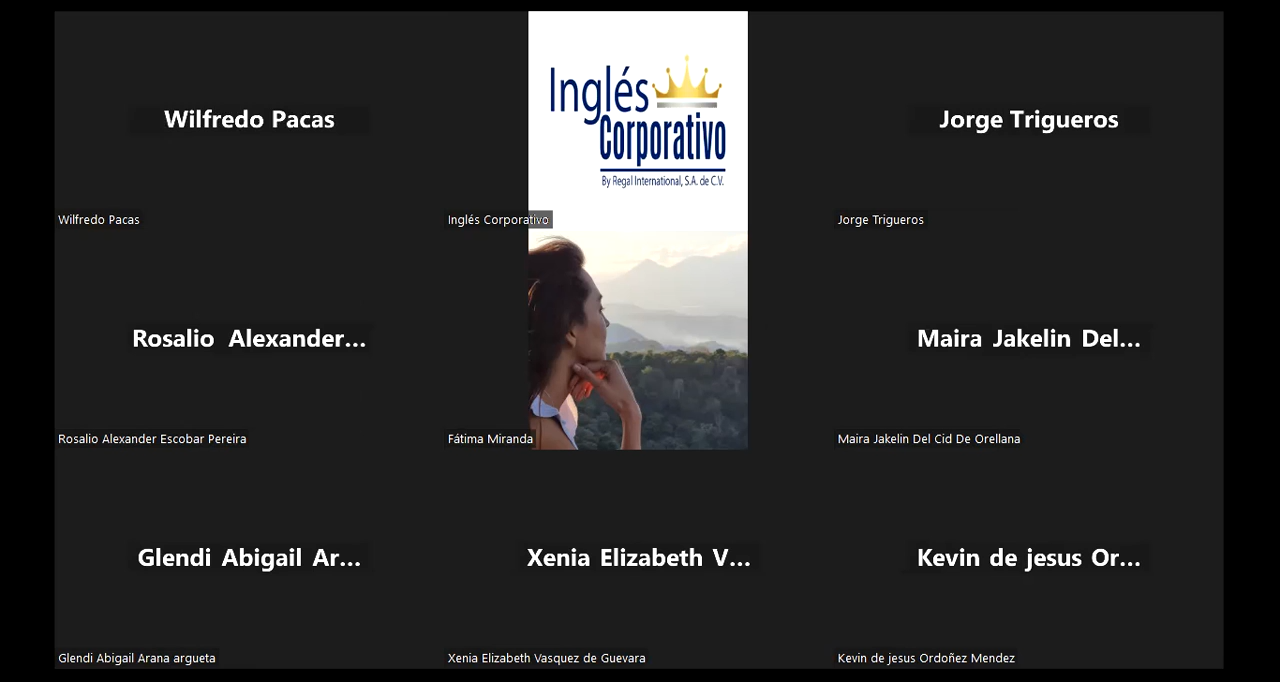 Wilfredo Pacas
Wilfredo Pacas
Inglés
Corporativo
By Regal International, S.A. de C.V.
Inglés Corporativo
Jorge Trigueros
Jorge Trigueros
Rosalio Alexander...
Rosalio Alexander Escobar Pereira
Fátima Miranda
Maira Jakelin Del...
Maira Jakelin Del Cid De Orellana
Glendi Abigail Ar...
Glendi Abigail Arana argueta
Xenia Elizabeth V...
Xenia Elizabeth Vasquez de Guevara
Kevin de jesus Or...
Kevin de jesus Ordoñez Mendez